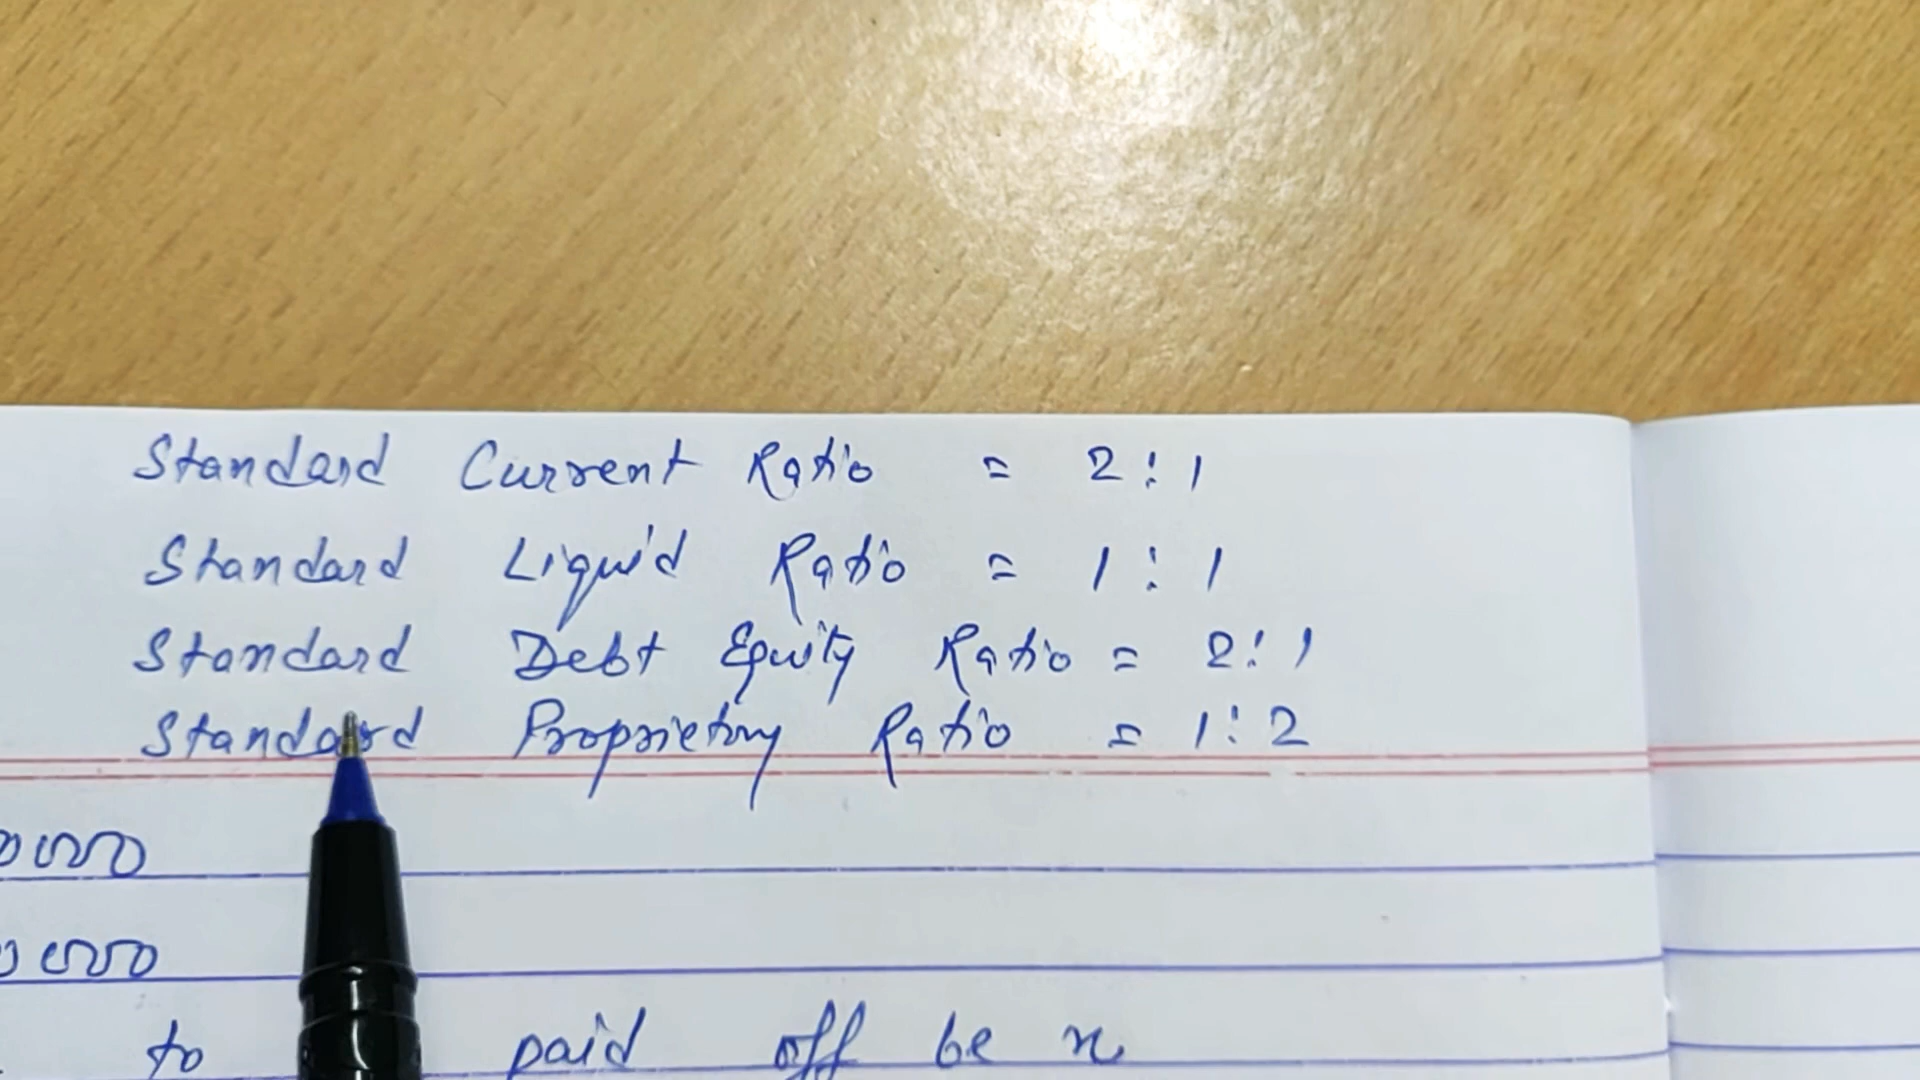 Standard Current Ratio = 2:1
Standard Liquid Ratio = 1:1
Standard Debt Equity Ratio = 2:1
Standard Proprietory Ratio = 1:2
to paid off be x